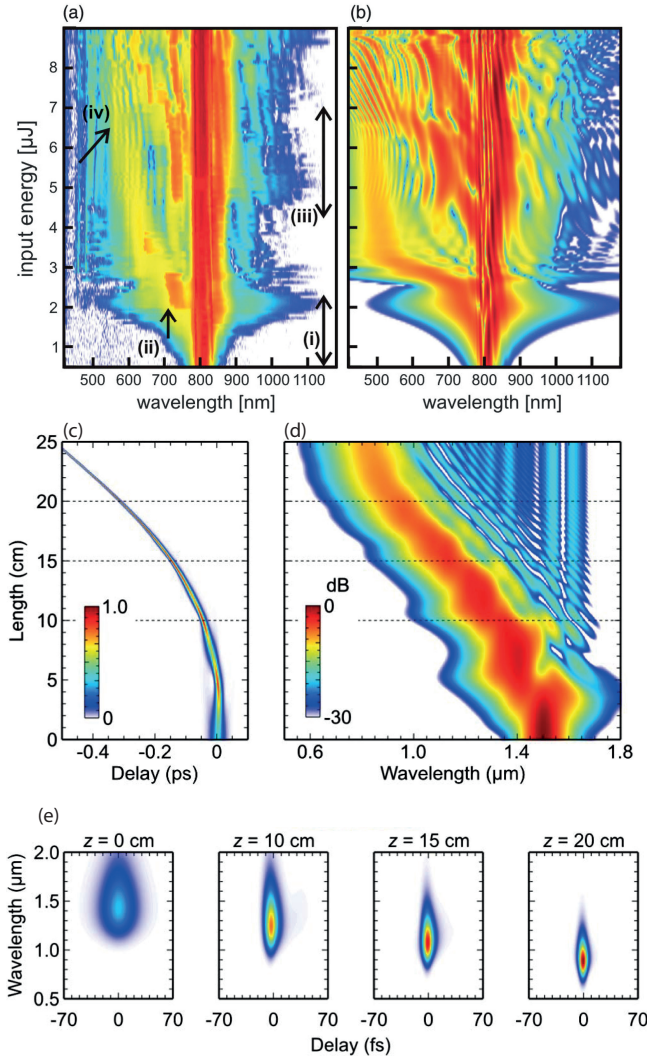 (a) (b)
input energy [µJ]
8
7
6
5
4
3
2
1
(iv)
(iii)
(i)
(ii)
500 600 700 800 900 1000 1100
500 600 700 800 900 1000 1100
wavelength [nm] wavelength [nm]
(c) (d)
Length (cm)
25
20
15
10
5
0
1.0
0
dB
0
-30
-0.4 -0.2 0
0.6 1.0 1.4 1.8
Delay (ps) Wavelength (µm)
(e)
z = 0 cm z = 10 cm z = 15 cm z = 20 cm
Wavelength (µm)
2.0
1.5
1.0
0.5
-70 0 70 -70 0 70 -70 0 70 -70 0 70
Delay (fs)